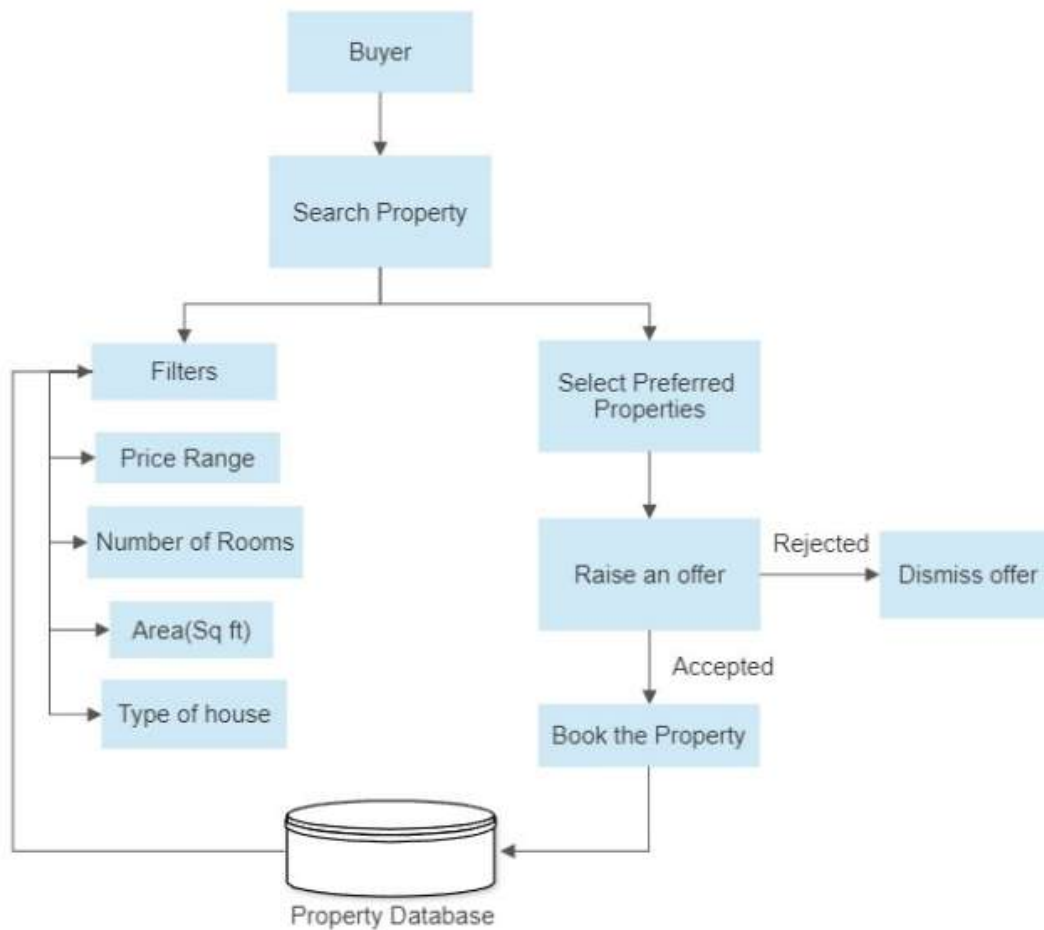 Buyer
Search Property
Filters
Price Range
Number of Rooms
Area(Sq ft)
Type of house
Select Preferred
Properties
Raise an offer
Rejected
Dismiss offer
Accepted
Book the Property
Property Database